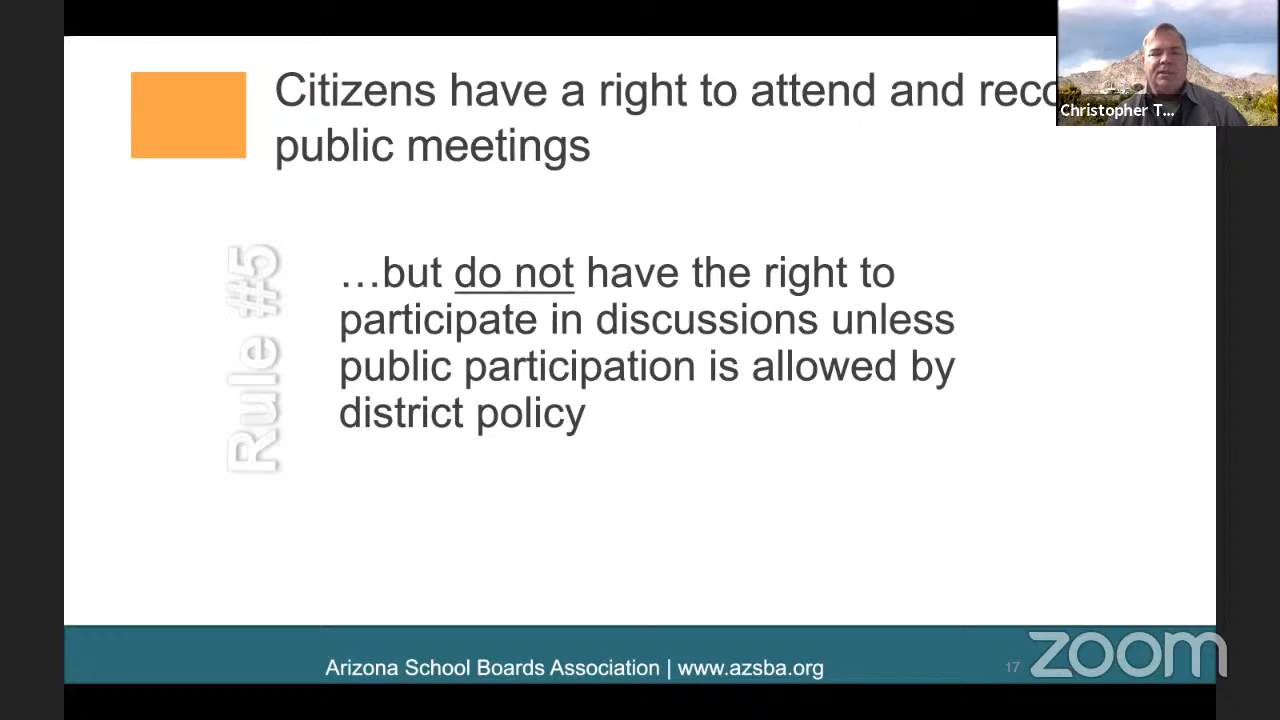 Citizens have a right to attend and reco
public meetings
Christopher T...
Rule #5
…but do not have the right to
participate in discussions unless
public participation is allowed by
district policy
Arizona School Boards Association | www.azsba.org
17
zoom